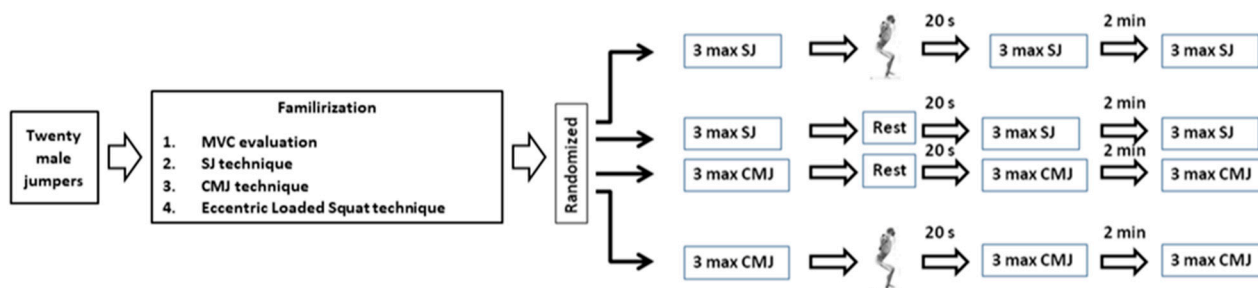 Twenty
male
jumpers
Familirization
1. MVC evaluation
2. SJ technique
3. CMJ technique
4. Eccentric Loaded Squat technique
Randomized
3 max SJ
20 s
3 max SJ
2 min
3 max SJ
3 max SJ
Rest
20 s
3 max SJ
2 min
3 max SJ
3 max CMJ
Rest
20 s
3 max CMJ
2 min
3 max CMJ
3 max CMJ
20 s
3 max CMJ
2 min
3 max CMJ